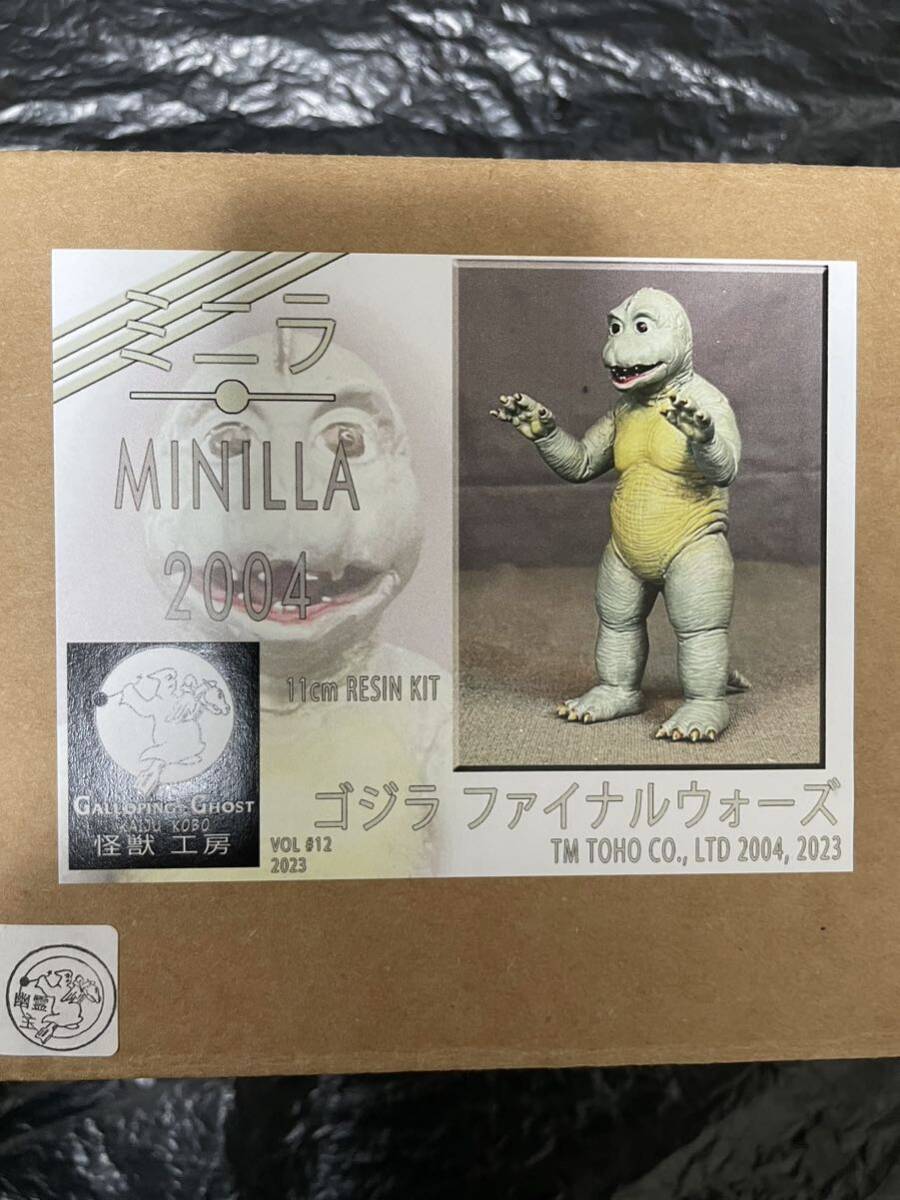 ミニラ
MINILLA
2004
11cm RESIN KIT
GALLOPING GHOST
KAIJU KOBO
怪獣 工房
VOL #12
2023
ゴジラ ファイナルウォーズ
TM TOHO CO., LTD 2004, 2023